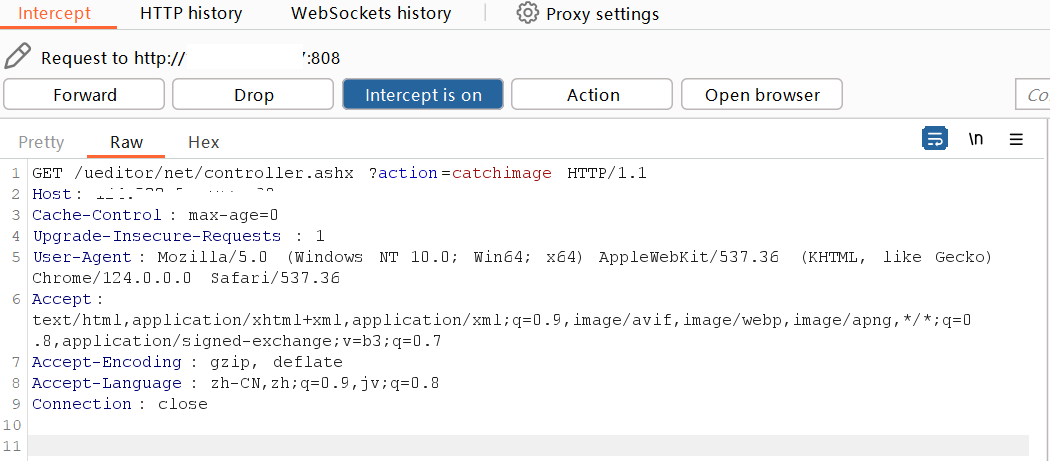 Intercept HTTP history WebSockets history Proxy settings
Request to http:// :808
Forward Drop Intercept is on Action Open browser Co
Pretty Raw Hex \n
1 GET /ueditor/net/controller.ashx ?action=catchimage HTTP/1.1
2 Host:
3 Cache-Control : max-age=0
4 Upgrade-Insecure-Requests : 1
5 User-Agent : Mozilla/5.0 (Windows NT 10.0; Win64; x64) AppleWebKit/537.36 (KHTML, like Gecko)
Chrome/124.0.0.0 Safari/537.36
6 Accept :
text/html,application/xhtml+xml,application/xml;q=0.9,image/avif,image/webp,image/apng,*/*;q=0
.8,application/signed-exchange;v=b3;q=0.7
7 Accept-Encoding : gzip, deflate
8 Accept-Language : zh-CN,zh;q=0.9,jv;q=0.8
9 Connection : close
10
11